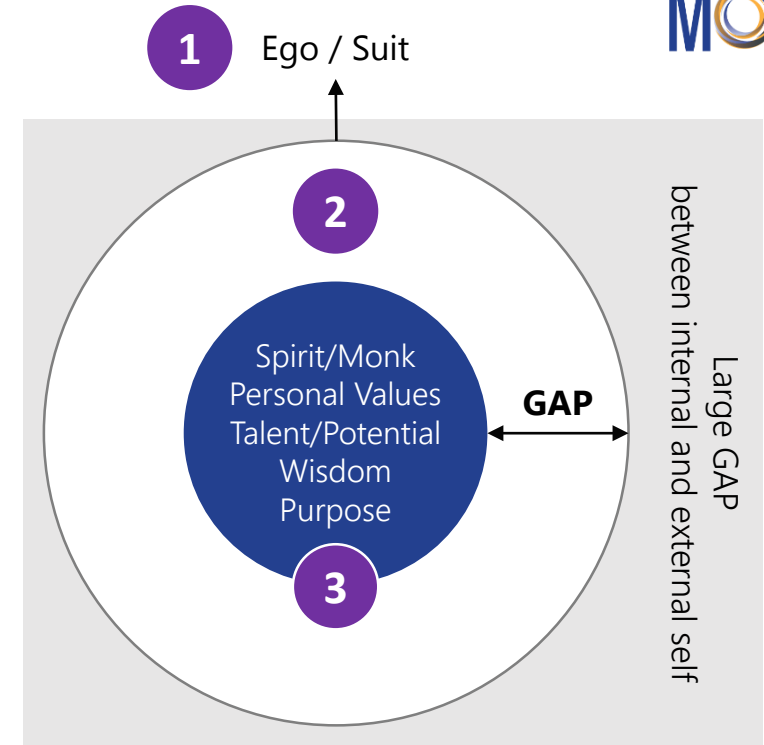 1
Ego / Suit
MO
2
Spirit/Monk
Personal Values
Talent/Potential
Wisdom
Purpose
GAP
3
Large GAP
between internal and external self